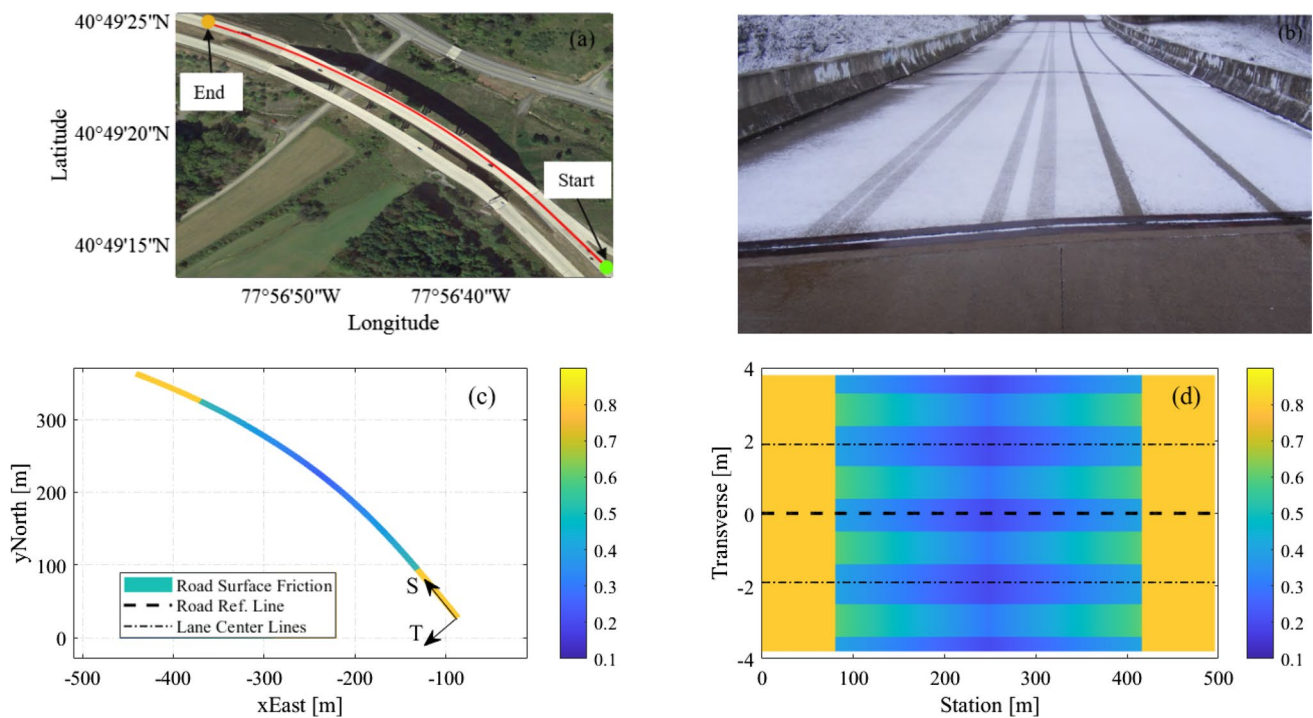 40°49'25"N
(a)
End
Latitude
40°49'20"N
Start
40°49'15"N
77°56'50"W 77°56'40"W
Longitude
(b)
(c)
300
200
100
0
yNorth [m]
S
T
Road Surface Friction
Road Ref. Line
Lane Center Lines
-500 -400 -300 -200 -100
xEast [m]
0.8
0.7
0.6
0.5
0.4
0.3
0.2
0.1
(d)
4
2
0
-2
-4
Transverse [m]
0 100 200 300 400 500
Station [m]
0.8
0.7
0.6
0.5
0.4
0.3
0.2
0.1